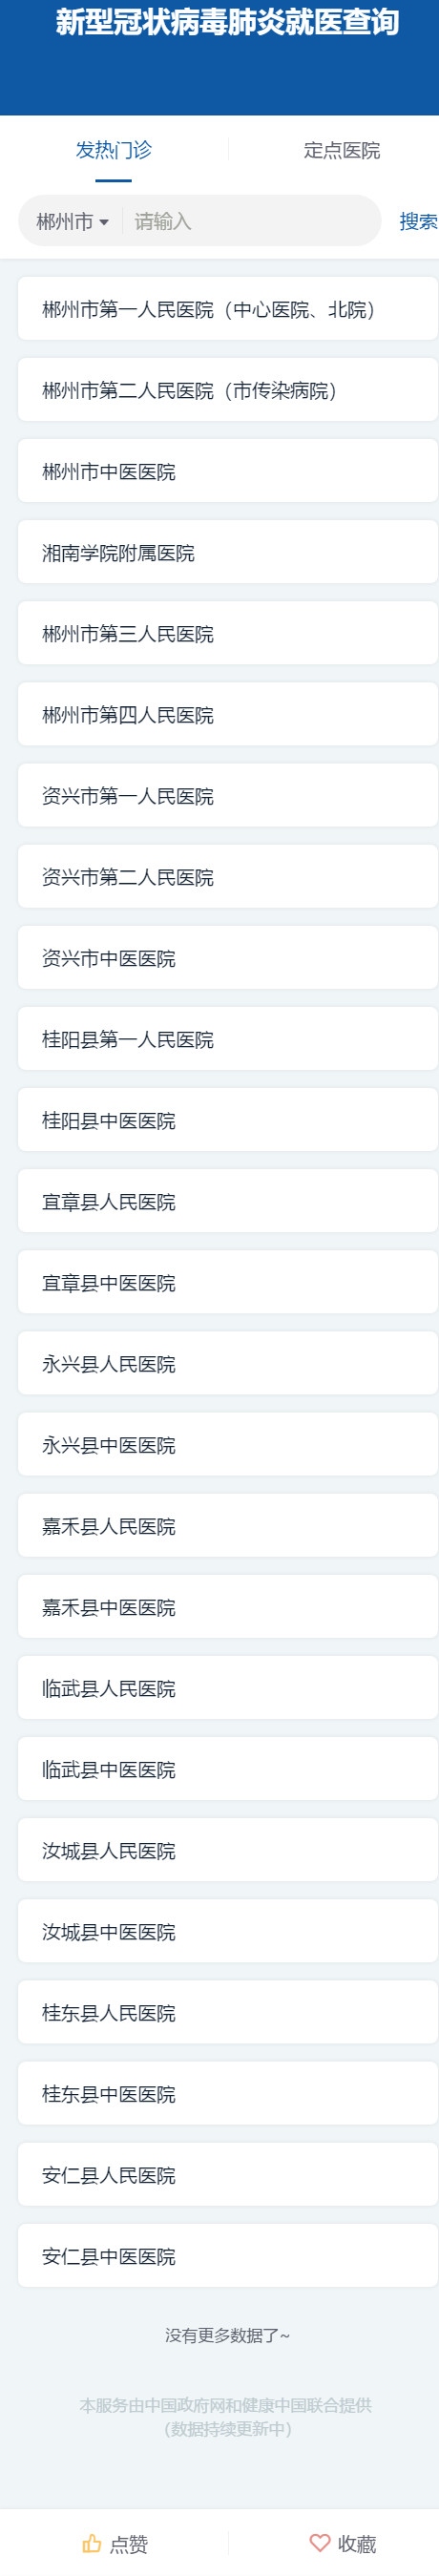 新型冠状病毒肺炎就医查询
发热门诊
定点医院
郴州市
请输入
搜索
郴州市第一人民医院（中心医院、北院）
郴州市第二人民医院（市传染病院）
郴州市中医医院
湘南学院附属医院
郴州市第三人民医院
郴州市第四人民医院
资兴市第一人民医院
资兴市第二人民医院
资兴市中医医院
桂阳县第一人民医院
桂阳县中医医院
宜章县人民医院
宜章县中医医院
永兴县人民医院
永兴县中医医院
嘉禾县人民医院
嘉禾县中医医院
临武县人民医院
临武县中医医院
汝城县人民医院
汝城县中医医院
桂东县人民医院
桂东县中医医院
安仁县人民医院
安仁县中医医院
没有更多数据了~
本服务由中国政府网和健康中国联合提供
（数据持续更新中）
点赞
收藏